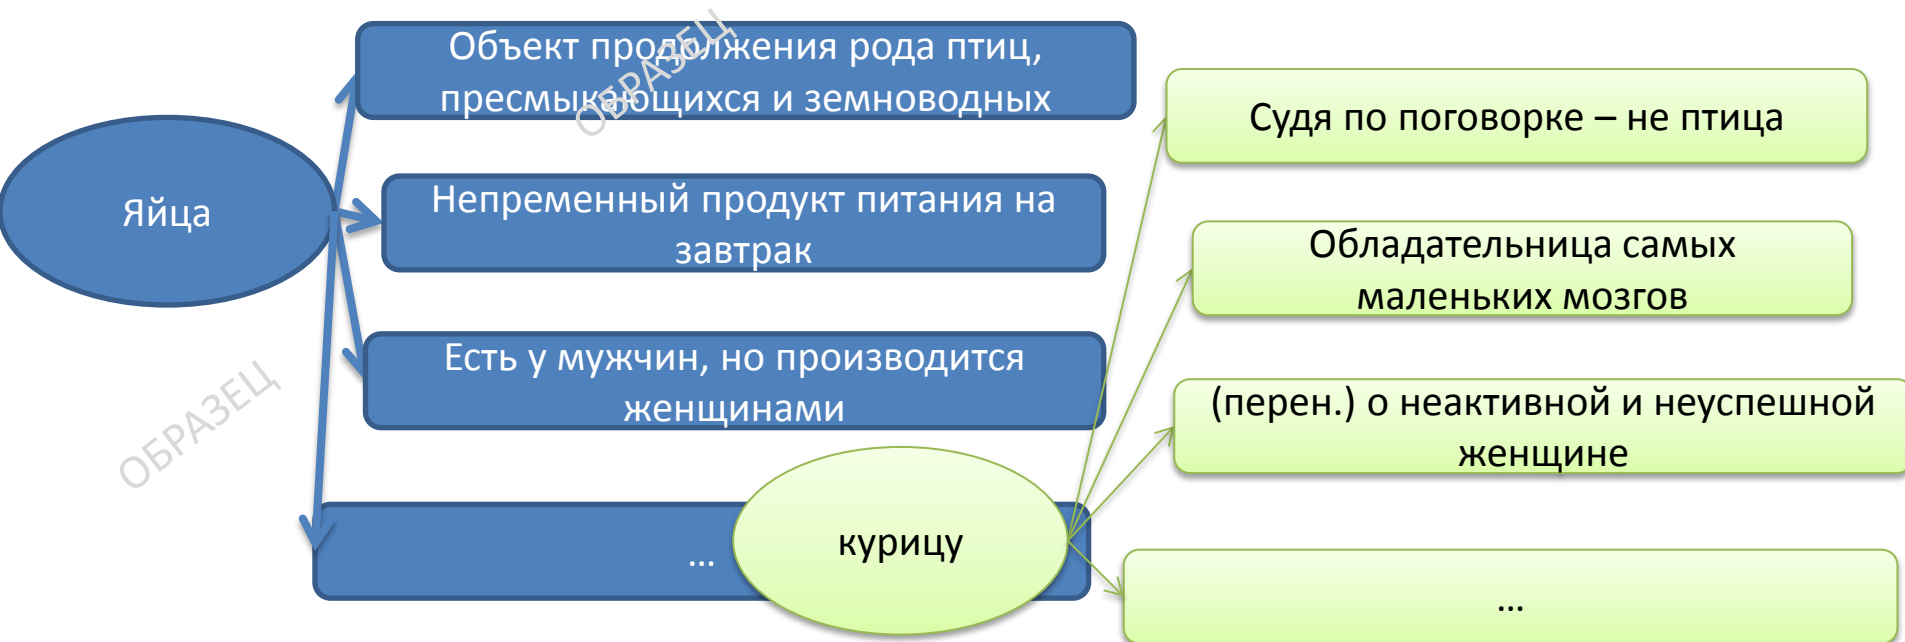 Объект продолжения рода птиц,
пресмыкающихся и земноводных
ОБРАЗЕЦ
Яйца
Непременный продукт питания на
завтрак
Есть у мужчин, но производится
женщинами
ОБРАЗЕЦ
...
курицу
Судя по поговорке – не птица
Обладательница самых
маленьких мозгов
(перен.) о неактивной и неуспешной
женщине
...